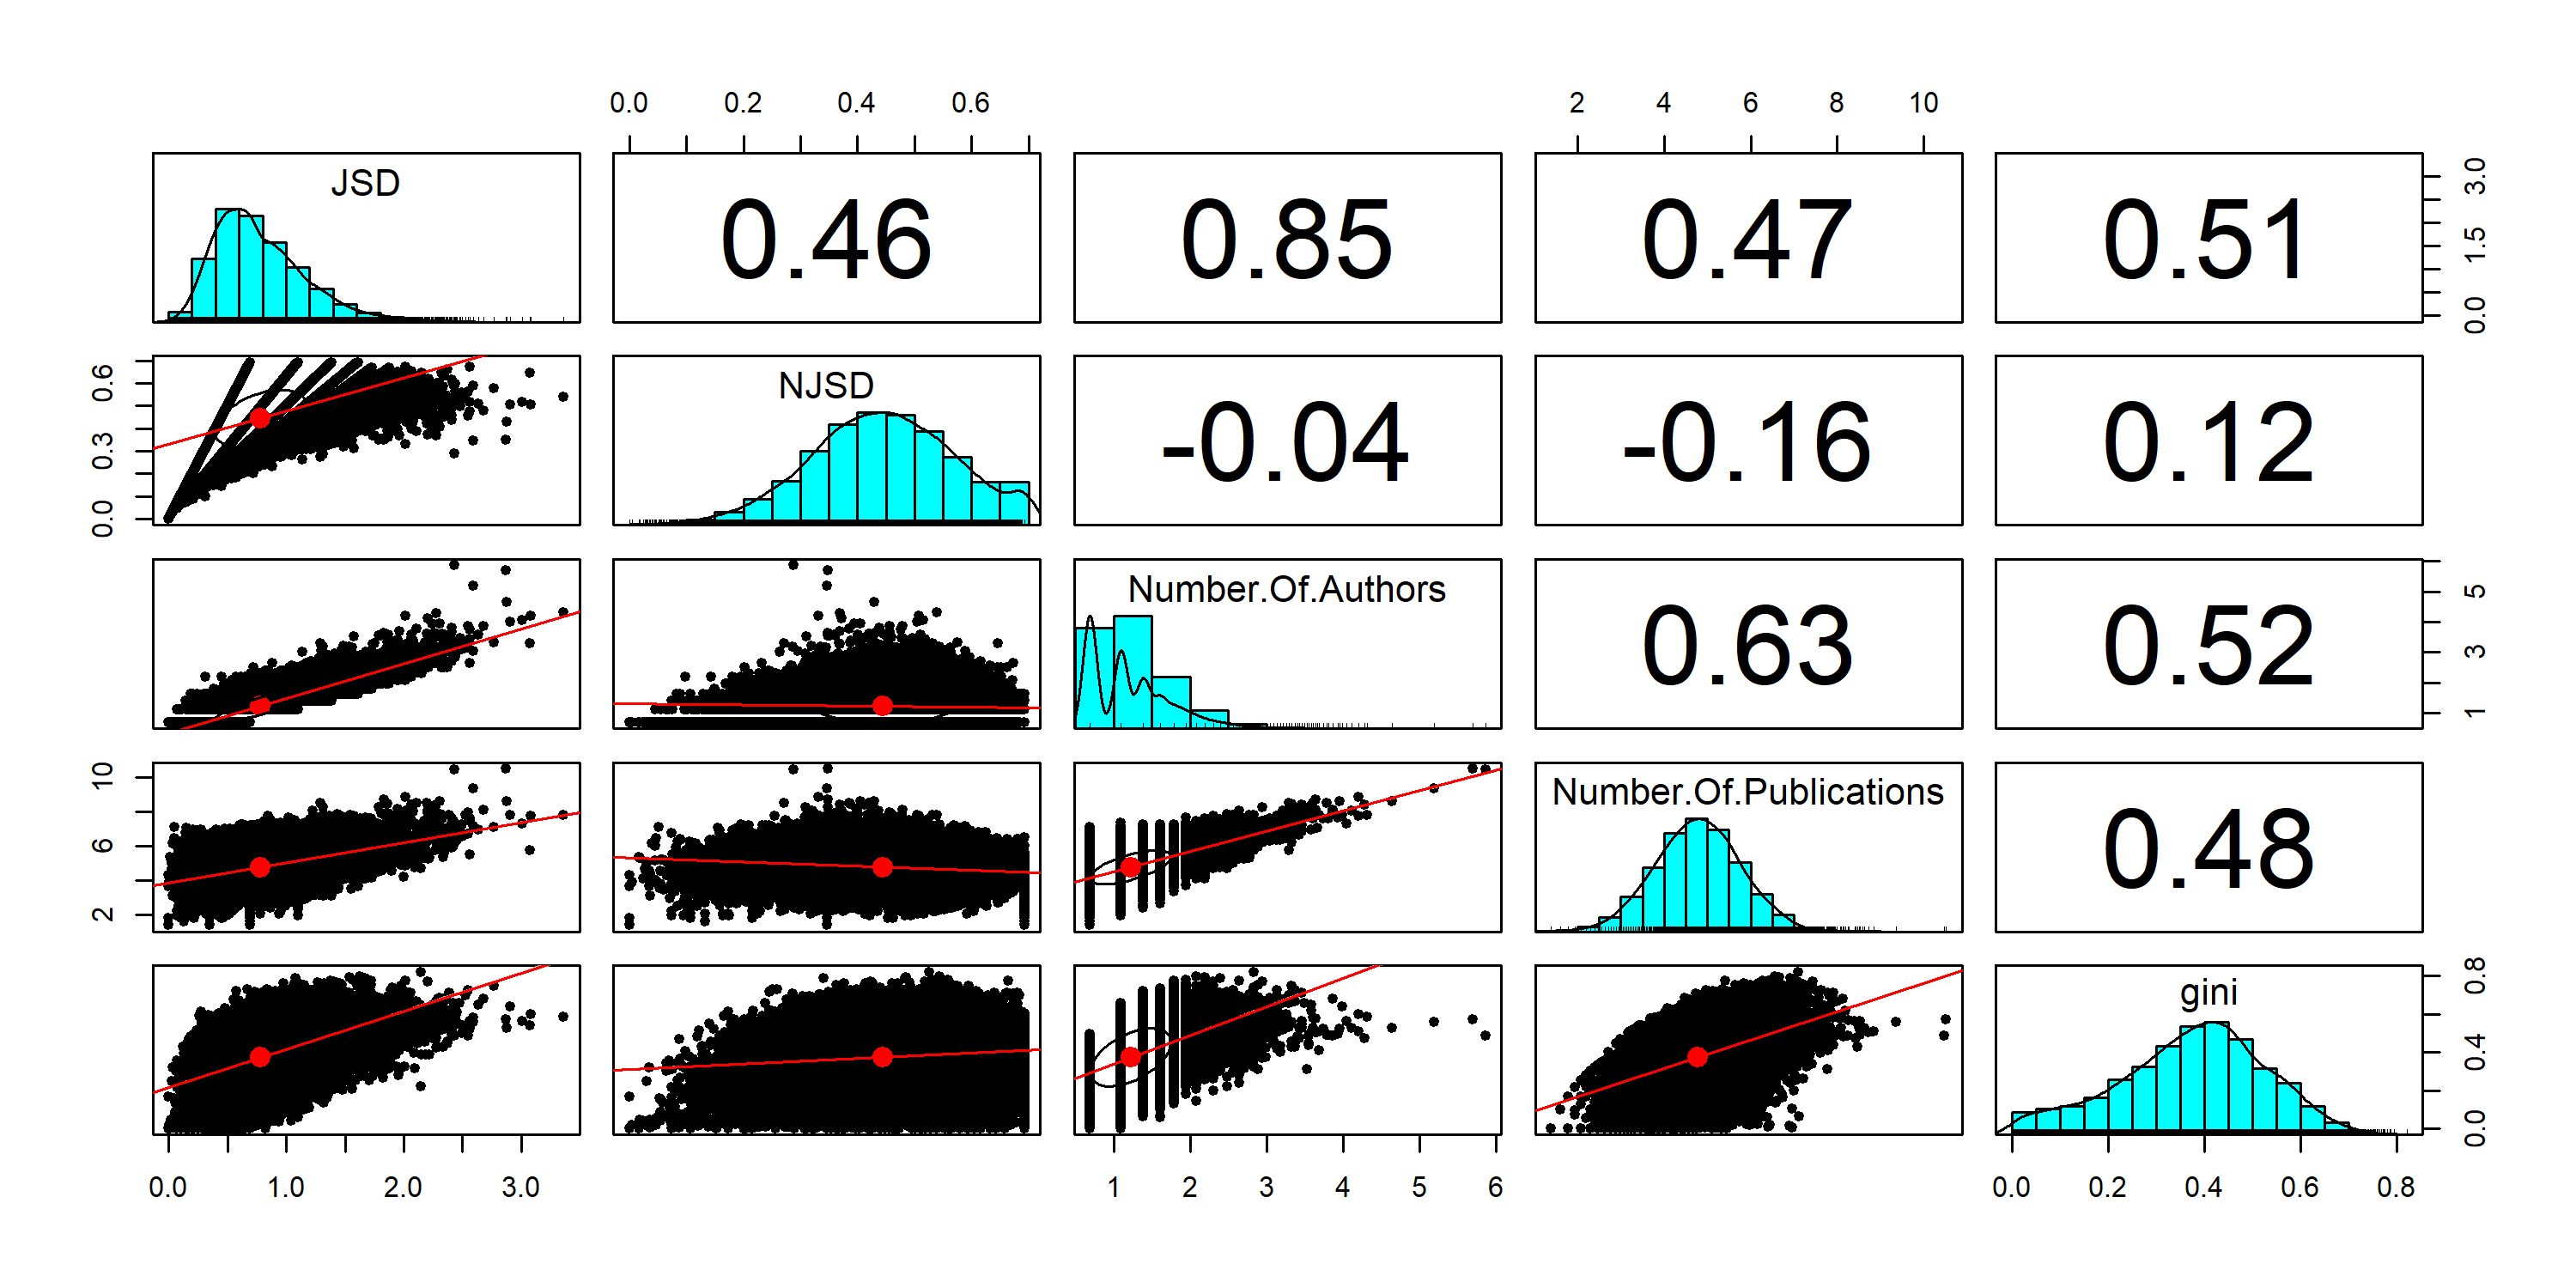 0.0 0.2 0.4 0.6 2 4 6 8 10
JSD 0.46 0.85 0.47 0.51 0.0 1.5 3.0
0.0 0.3 0.6 NJSD -0.04 -0.16 0.12
Number.Of.Authors 0.63 0.52 1 3 5
2 6 10 Number.Of.Publications 0.48
gini 0.0 0.4 0.8
0.0 1.0 2.0 3.0 1 2 3 4 5 6 0.0 0.2 0.4 0.6 0.8